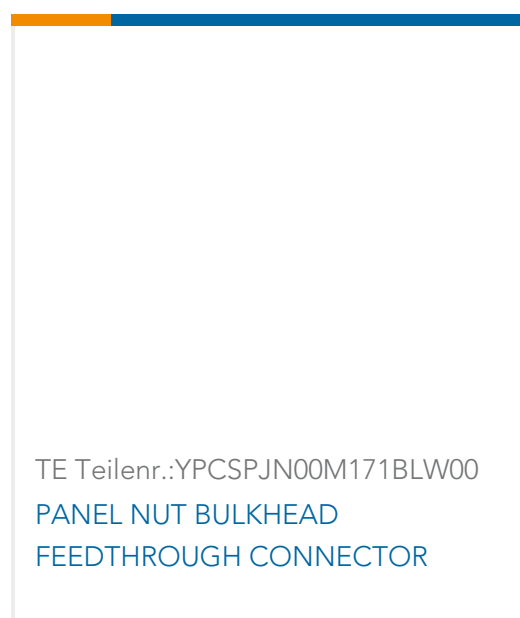 TE Teilenr.:YPCSPJN00M171BLW00
PANEL NUT BULKHEAD
FEEDTHROUGH CONNECTOR